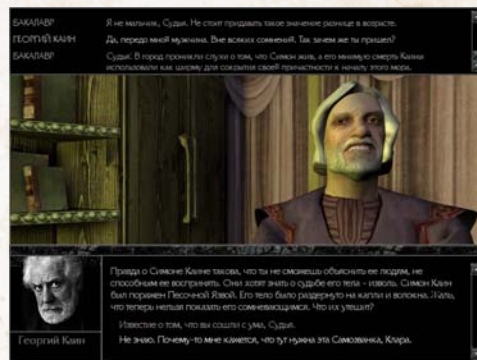 БАКАЛАВР Я не мальчик, Судья. Не стоит придавать такое значение разнице в возрасте.
ГЕОРГИЙ КАИН Да, передо мной мужчина. Вне всяких сомнений. Так зачем же ты пришел?
БАКАЛАВР Судья. В город проникли слухи о том, что Симон жив, а его мнимую смерть Каины
использовали как ширму для сокрытия своей причастности к началу этого мора.
Правда о Симоне Каине такова, что ты не сможешь объяснить ее людям, не
способным ее воспринять. Они хотят знать о судьбе его тела - изволь. Симон Каин
был поражен Песочной Язвой. Его тело было раздернуто на капли и волокна. Жаль,
что теперь нельзя показать его сомневающимся. Что их утешит?
Известие о том, что вы сошли с ума, Судья.
Не знаю. Почему-то мне кажется, что тут нужна эта Самозванка, Клара.
Георгий Каин